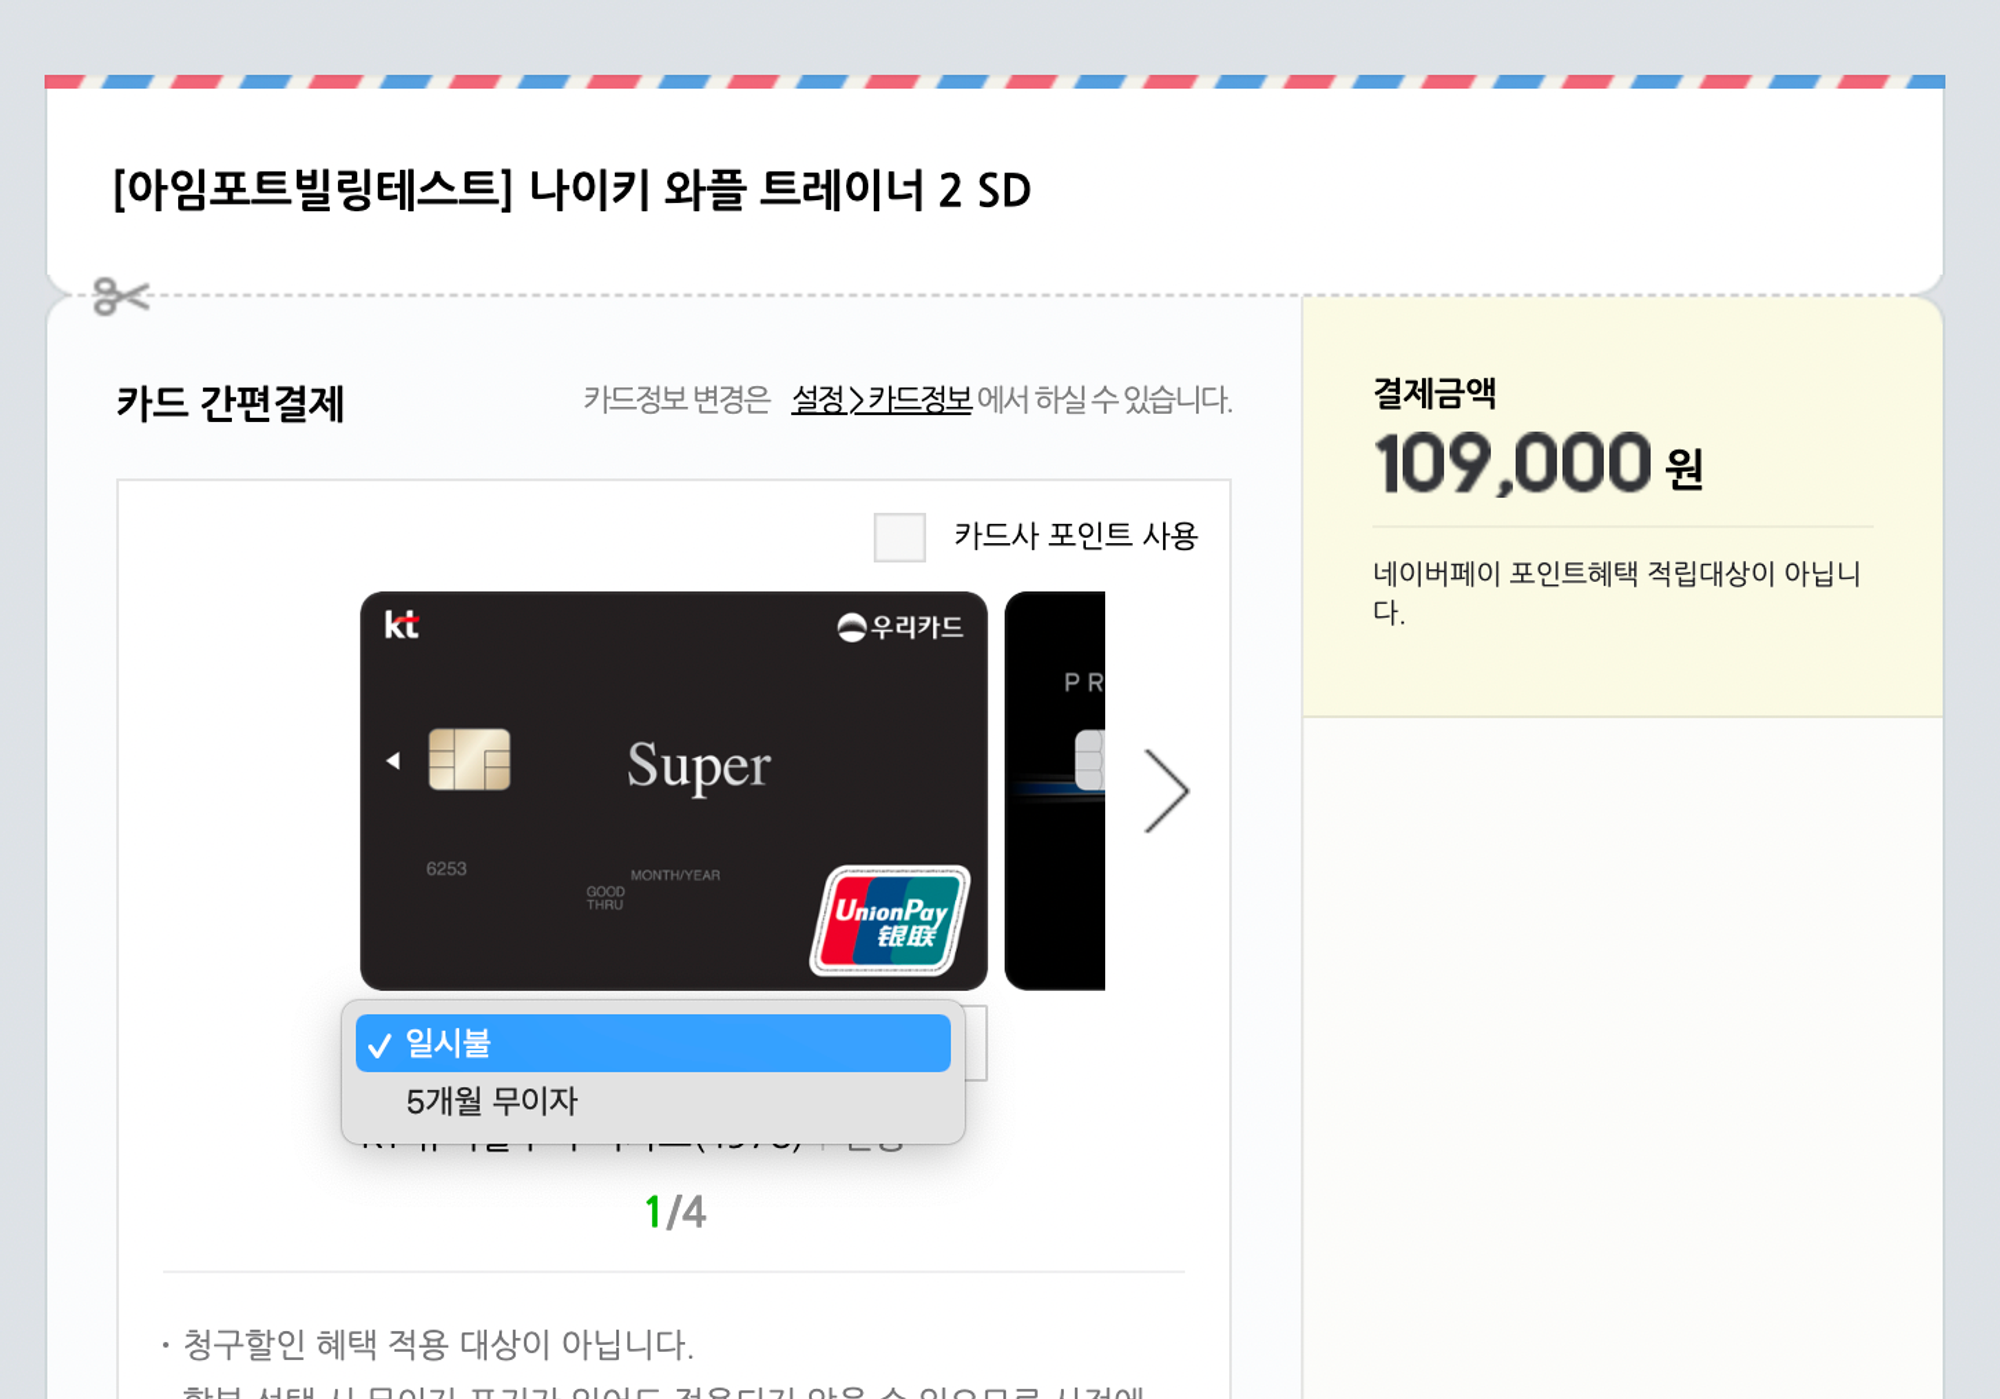 [아임포트빌링테스트] 나이키 와플 트레이너 2 SD
카드 간편결제
카드정보 변경은 설정>카드정보 에서 하실 수 있습니다.
카드사 포인트 사용
kt
우리카드
Super
6253
MONTH/YEAR
GOOD
THRU
UnionPay
银联
PR
일시불
5개월 무이자
1/4
· 청구할인 혜택 적용 대상이 아닙니다.
결제금액
109,000 원
네이버페이 포인트혜택 적립대상이 아닙니
다.